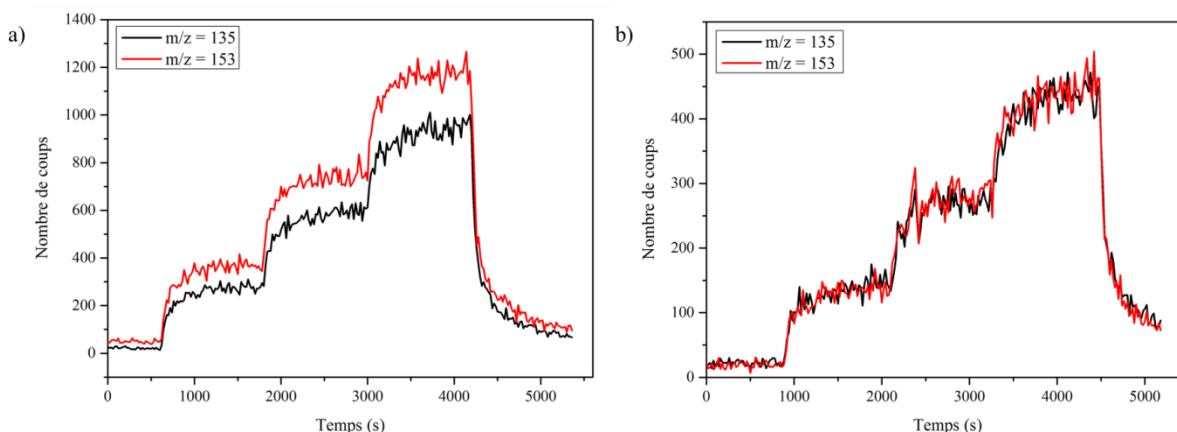 a)
m/z = 135
m/z = 153
1400
1200
1000
800
600
400
200
0
Nombre de coups
0 1000 2000 3000 4000 5000
Temps (s)
b)
m/z = 135
m/z = 153
500
400
300
200
100
0
Nombre de coups
0 1000 2000 3000 4000 5000
Temps (s)